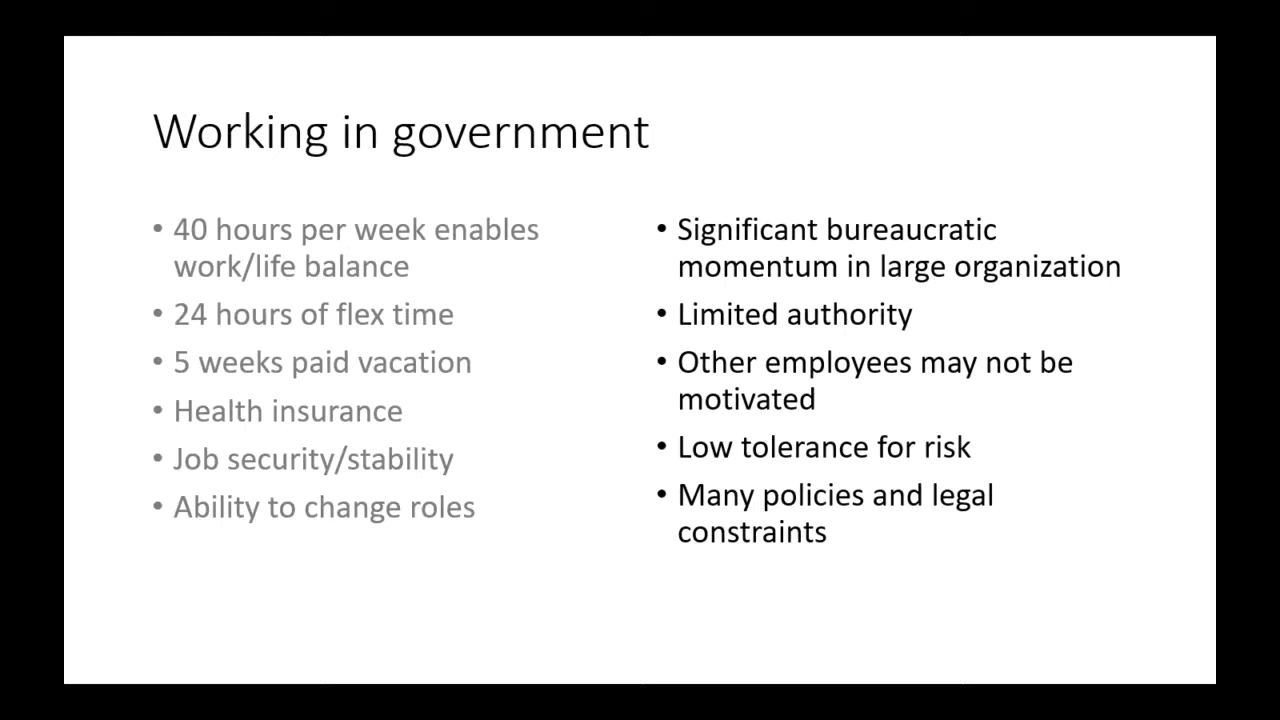 Working in government
• 40 hours per week enables
work/life balance
• 24 hours of flex time
• 5 weeks paid vacation
• Health insurance
• Job security/stability
• Ability to change roles
• Significant bureaucratic
momentum in large organization
• Limited authority
• Other employees may not be
motivated
• Low tolerance for risk
• Many policies and legal
constraints